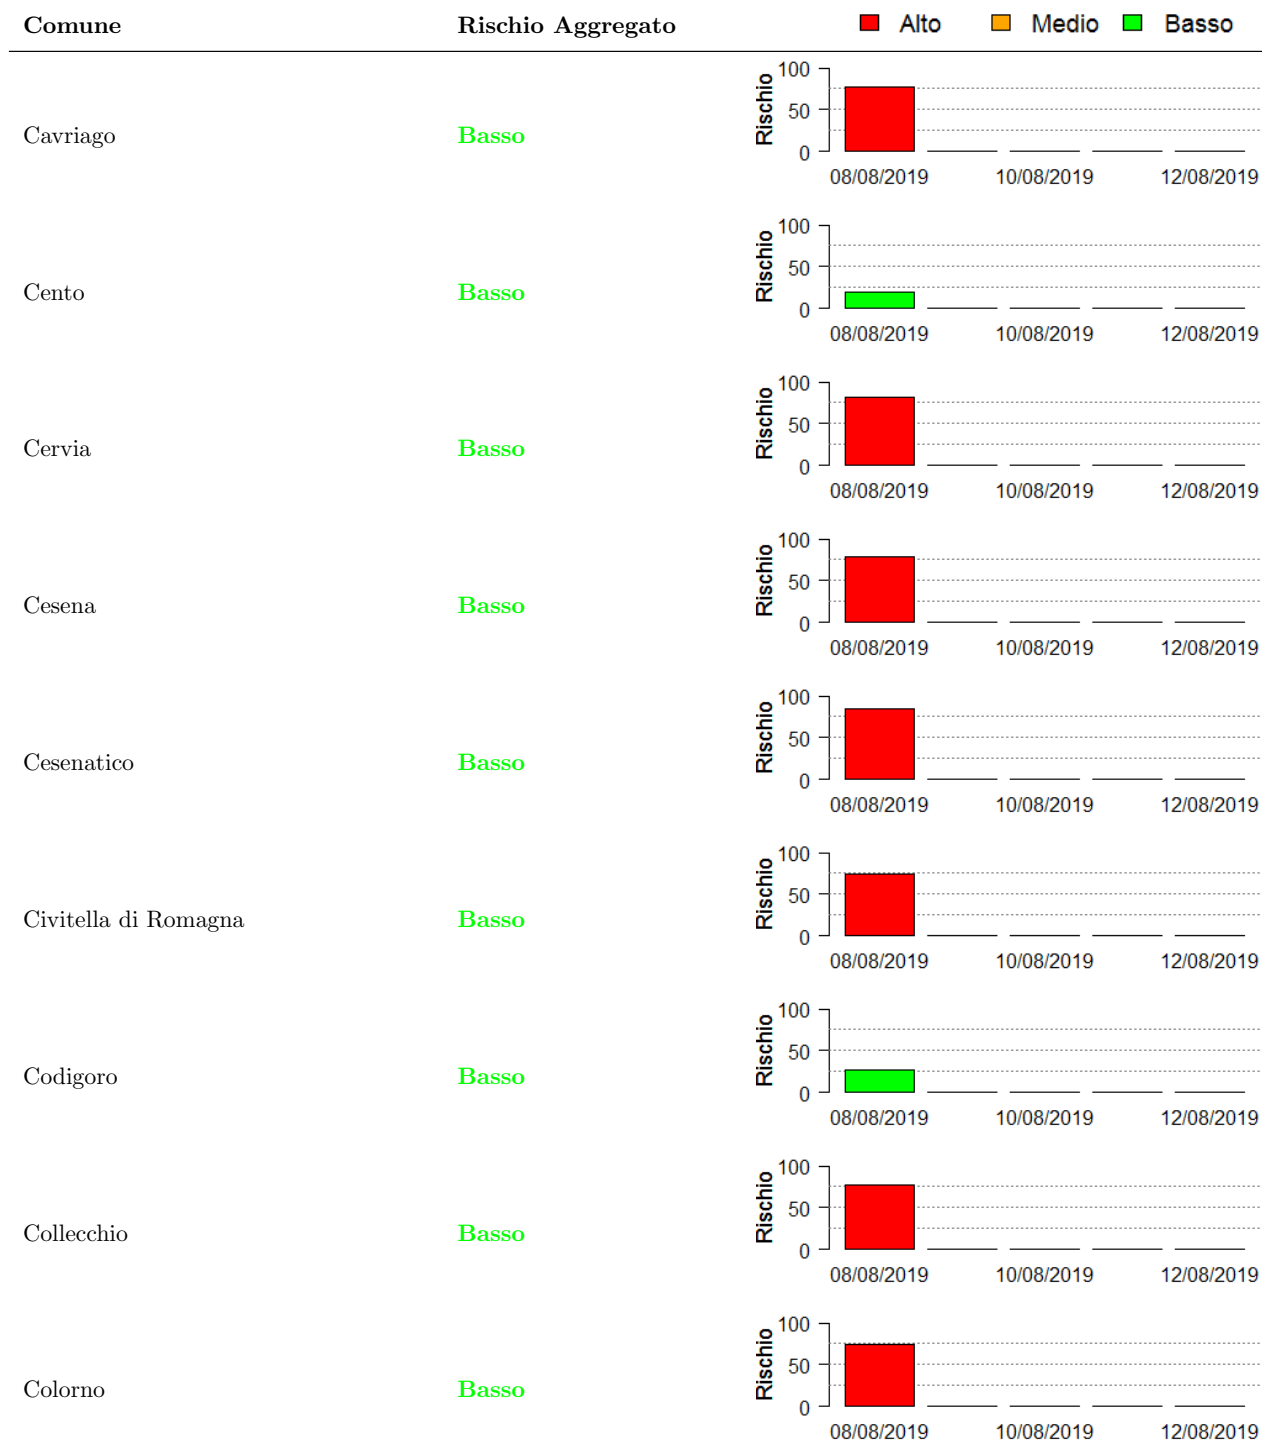 Comune Rischio Aggregato Alto Medio Basso
Cavriago Basso
Rischio
100
50
0
08/08/2019 10/08/2019 12/08/2019
Cento Basso
Rischio
100
50
0
08/08/2019 10/08/2019 12/08/2019
Cervia Basso
Rischio
100
50
0
08/08/2019 10/08/2019 12/08/2019
Cesena Basso
Rischio
100
50
0
08/08/2019 10/08/2019 12/08/2019
Cesenatico Basso
Rischio
100
50
0
08/08/2019 10/08/2019 12/08/2019
Civitella di Romagna Basso
Rischio
100
50
0
08/08/2019 10/08/2019 12/08/2019
Codigoro Basso
Rischio
100
50
0
08/08/2019 10/08/2019 12/08/2019
Collecchio Basso
Rischio
100
50
0
08/08/2019 10/08/2019 12/08/2019
Colorno Basso
Rischio
100
50
0
08/08/2019 10/08/2019 12/08/2019